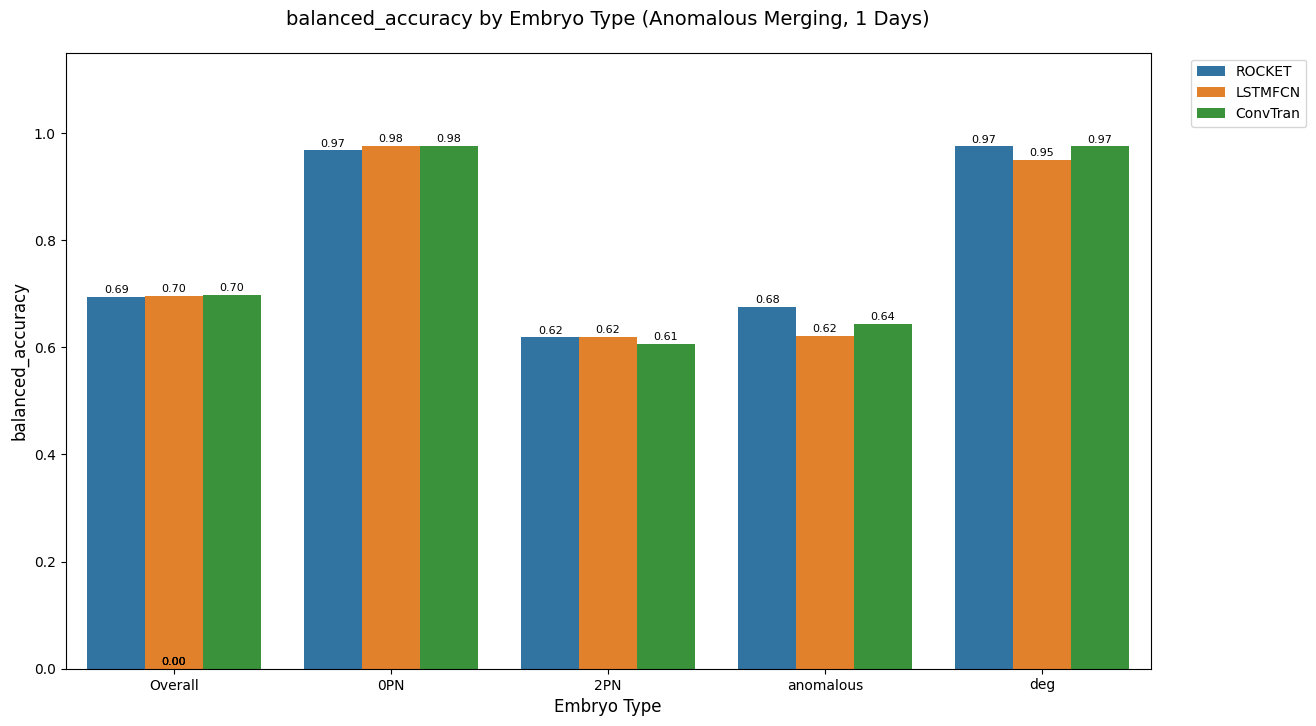 balanced_accuracy by Embryo Type (Anomalous Merging, 1 Days)
ROCKET
LSTMFCN
ConvTran
balanced_accuracy
1.0
0.8
0.6
0.4
0.2
0.0
0.69
0.70
0.70
0.00
0.97
0.98
0.98
0.62
0.62
0.61
0.68
0.62
0.64
0.97
0.95
0.97
Overall
0PN
2PN
anomalous
deg
Embryo Type